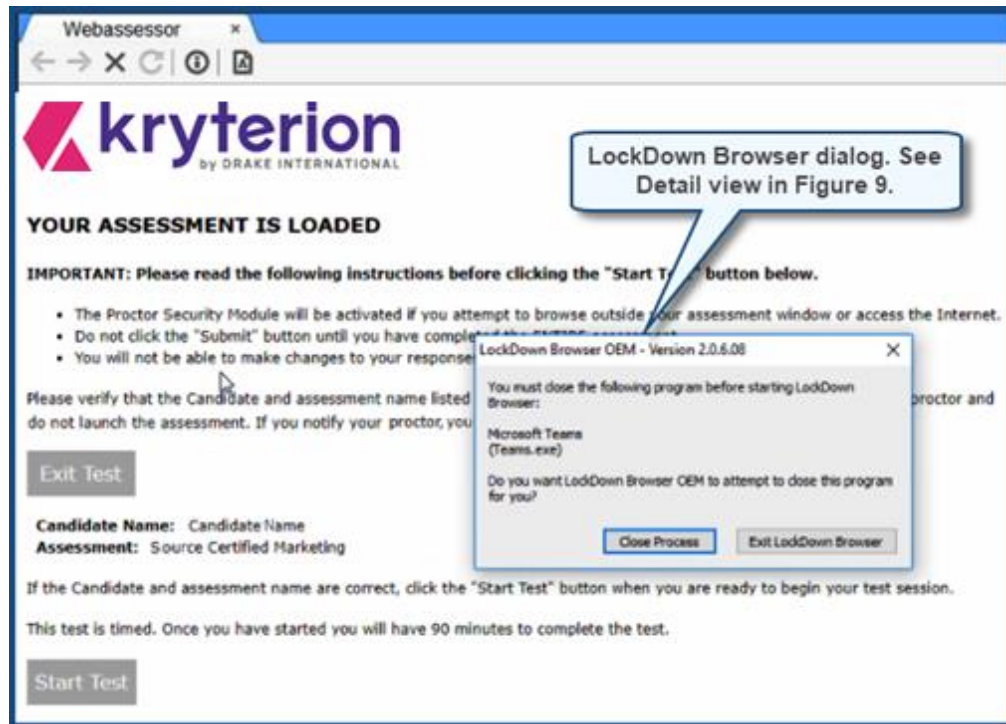 Webassessor ×
kryterion
by DRAKE INTERNATIONAL
LockDown Browser dialog. See
Detail view in Figure 9.
YOUR ASSESSMENT IS LOADED
IMPORTANT: Please read the following instructions before clicking the "Start button below.
• The Proctor Security Module will be activated if you attempt to browse outside your assessment window or access the Internet.
• Do not click the "Submit" button until you have completed the ENTIRE assessment.
• You will not be able to make changes to your response
Please verify that the Candidate and assessment name listed proctor and
do not launch the assessment. If you notify your proctor, you
LockDown Browser OEM - Version 2.0.6.08
You must close the following program before starting LockDown
Browser:
Microsoft Teams
(Teams.exe)
Do you want LockDown Browser OEM to attempt to close this program
for you?
Close Process Exit LockDown Browser
Exit Test
Candidate Name: Candidate Name
Assessment: Source Certified Marketing
If the Candidate and assessment name are correct, click the "Start Test" button when you are ready to begin your test session.
This test is timed. Once you have started you will have 90 minutes to complete the test.
Start Test